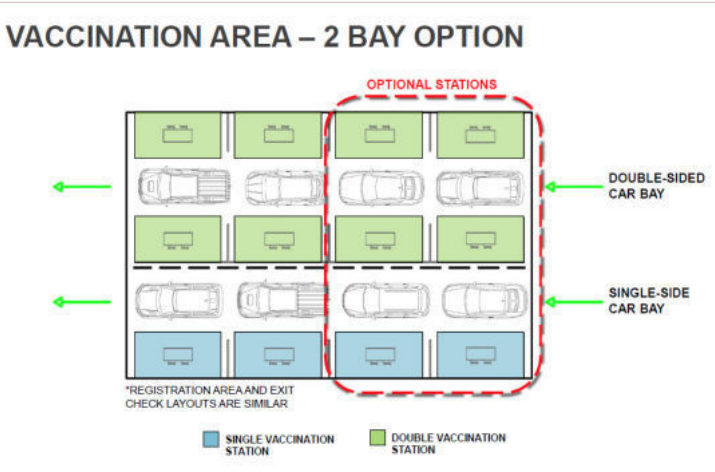 VACCINATION AREA – 2 BAY OPTION
OPTIONAL STATIONS
DOUBLE-SIDED
CAR BAY
SINGLE-SIDE
CAR BAY
*REGISTRATION AREA AND EXIT
CHECK LAYOUTS ARE SIMILAR
SINGLE VACCINATION
STATION
DOUBLE VACCINATION
STATION